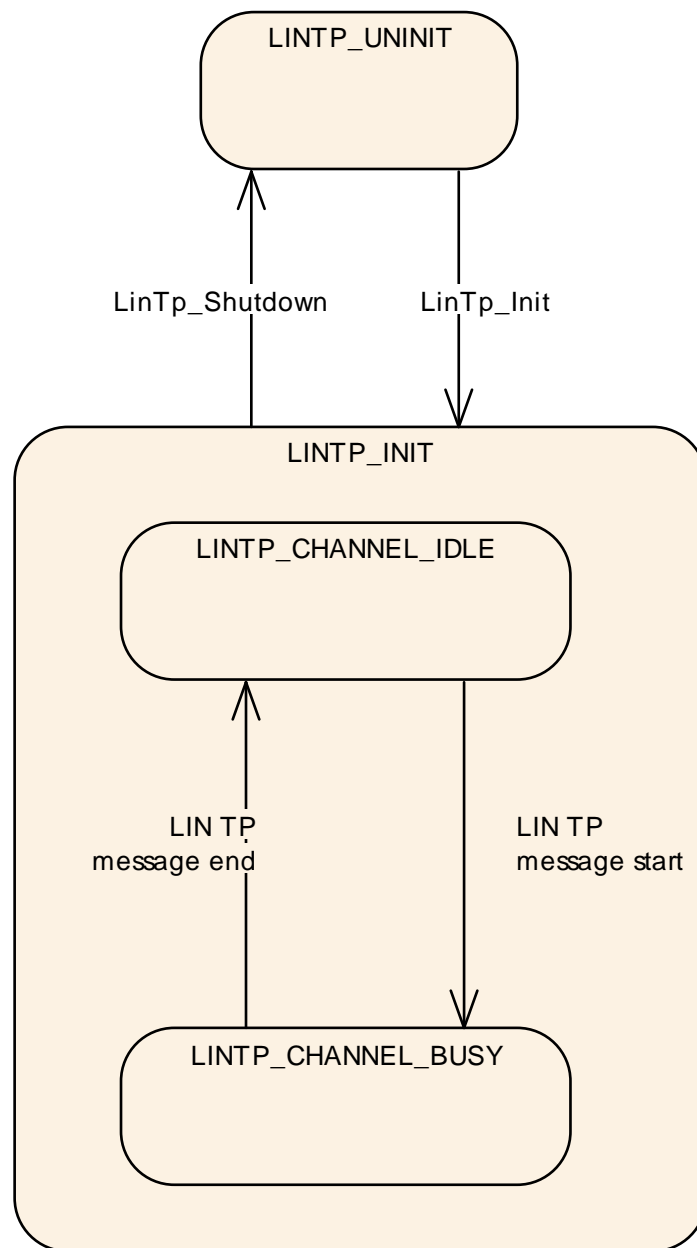 LINTP_UNINIT
LinTp_Shutdown
LinTp_Init
LINTP_INIT
LINTP_CHANNEL_IDLE
LIN TP
message end
LIN TP
message start
LINTP_CHANNEL_BUSY